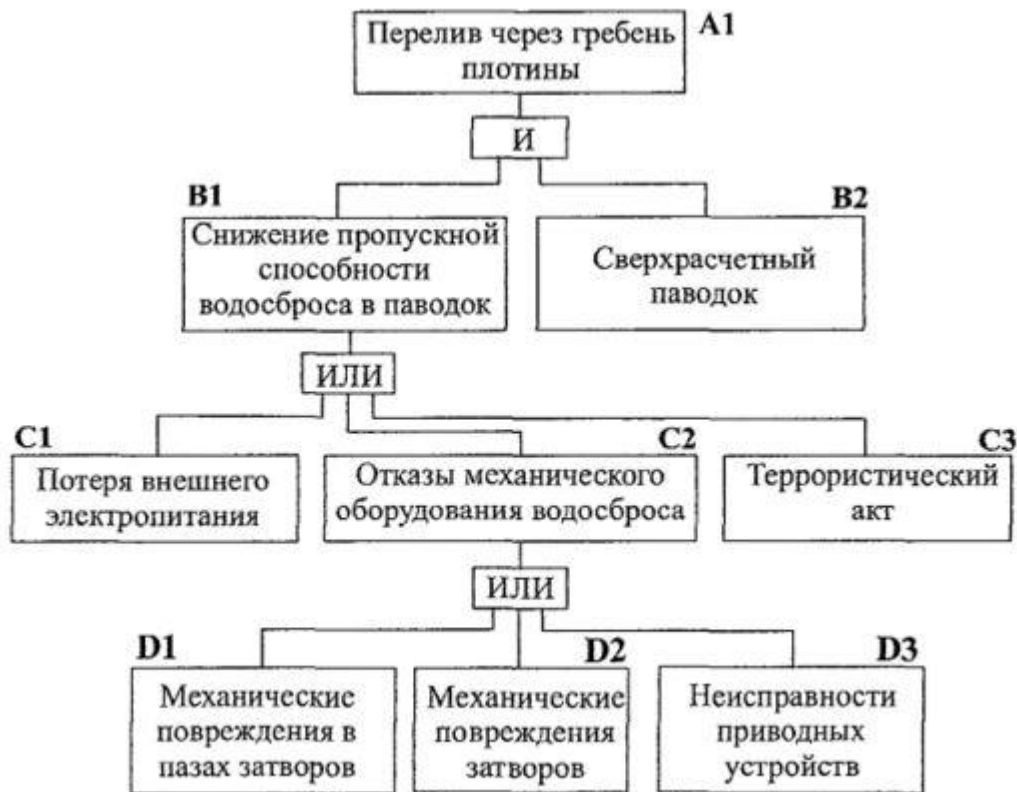 A1
Перелив через гребень
плотины
И
B1
Снижение пропускной
способности
водосброса в паводок
B2
Сверхрасчетный
паводок
ИЛИ
C1
Потеря внешнего
электропитания
C2
Отказы механического
оборудования водосброса
C3
Террористический
акт
ИЛИ
D1
Механические
повреждения в
пазах затворов
D2
Механические
повреждения
затворов
D3
Неисправности
приводных
устройств